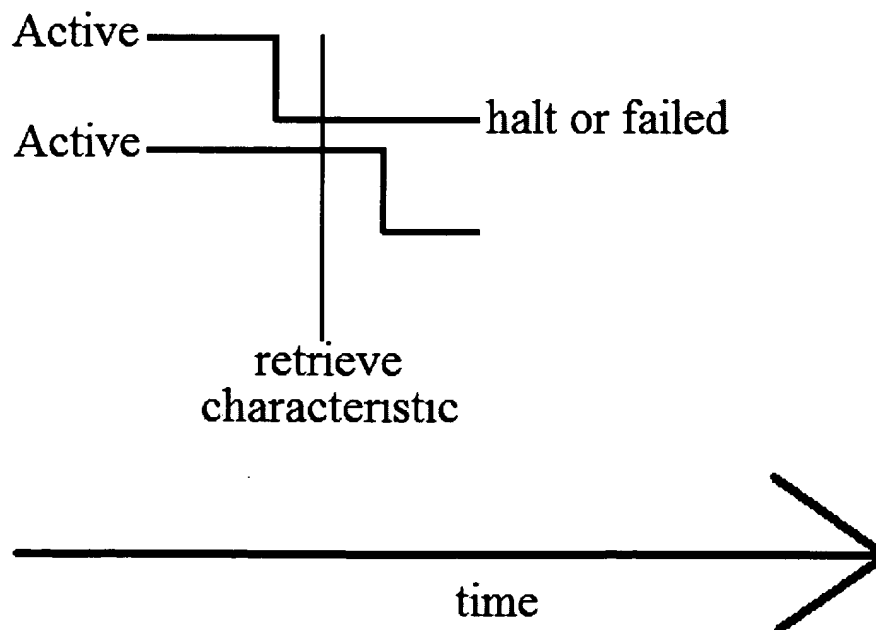 Active
halt or failed
Active
retrieve
characteristic
time